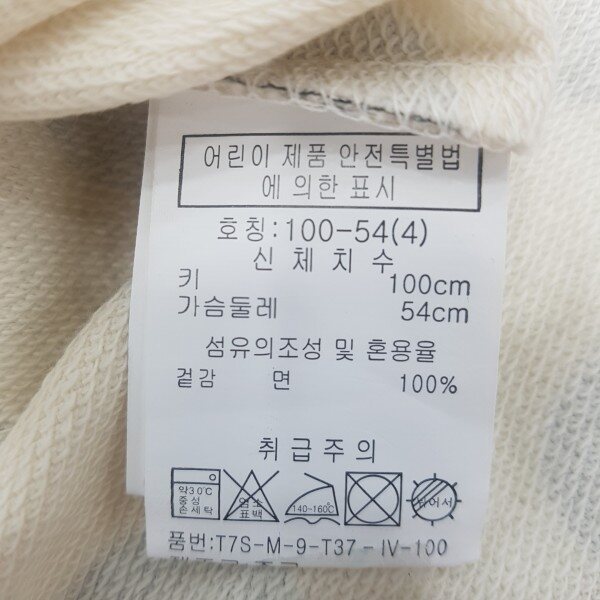 어린이 제품 안전특별법
에 의한 표시
호칭:100-54(4)
신 체 치 수
키 100cm
가슴둘레 54cm
섬유의조성 및 혼용율
겉감 면 100%
취 급 주 의
약30℃ 중성 손세탁
염소 표백
140-160℃
뉘어서
품번:T7S-M-9-T37-IV-100